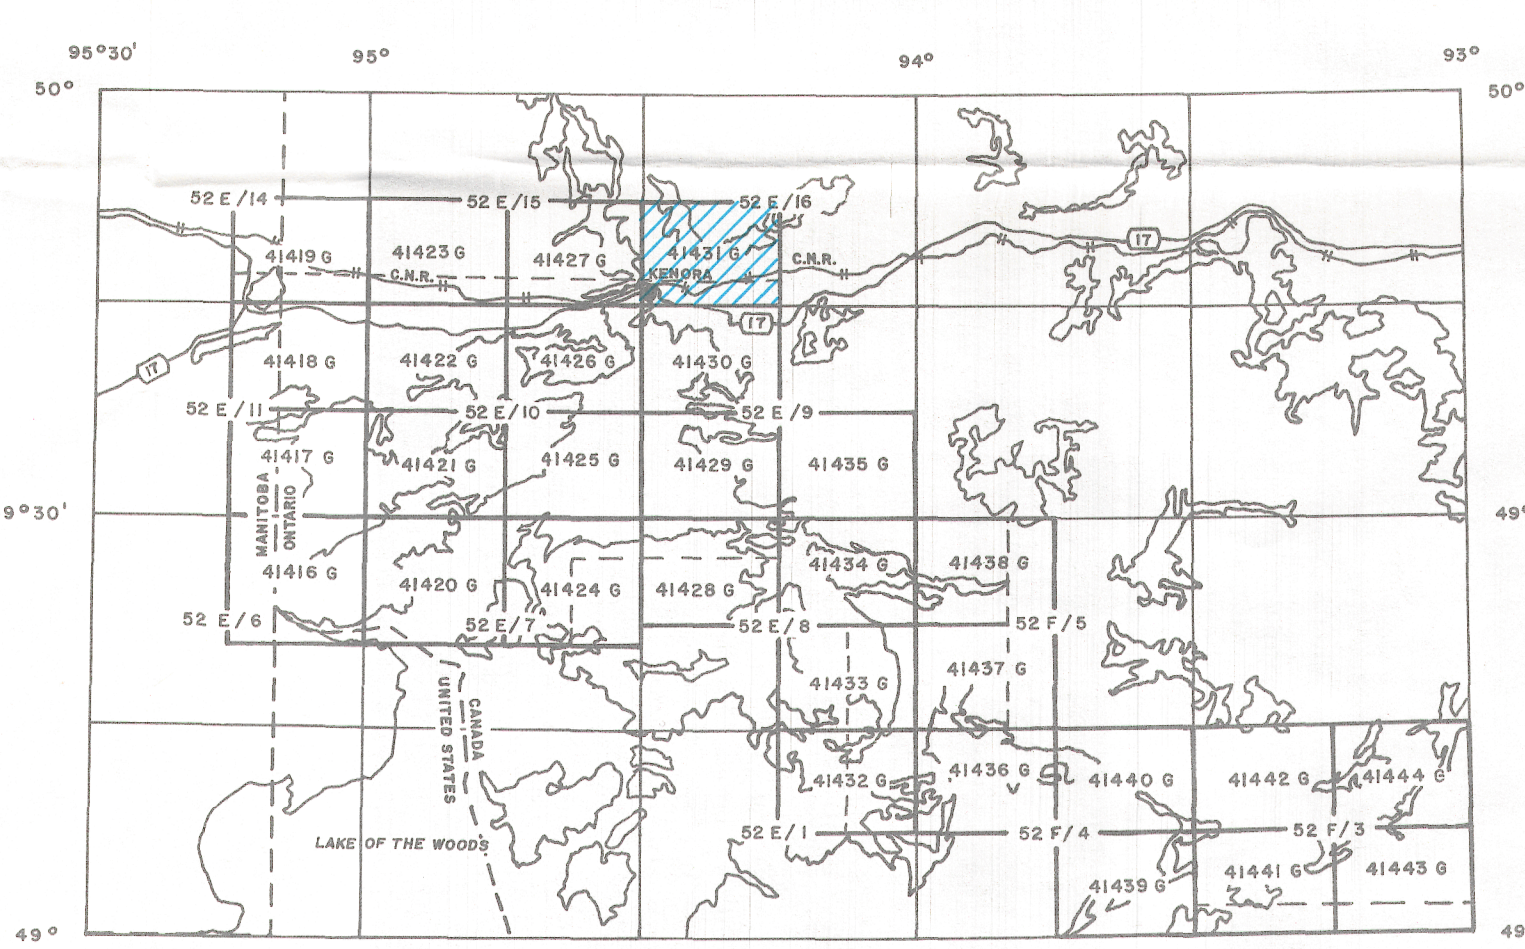 95°30'
95°
94°
93°
50°
50°
52 E/14
52 E/15
52 E/16
41419 G
41423 G
41427 G
41431 G
C.N.R.
KENORA
C.N.R.
17
17
17
41418 G
41422 G
41426 G
41430 G
52 E/11
52 E/10
52 E/9
41417 G
41421 G
41425 G
41429 G
41435 G
MANITOBA
ONTARIO
9°30'
49°
41416 G
41420 G
41424 G
41428 G
41434 G
41438 G
52 E/6
52 E/7
52 E/8
52 F/5
41433 G
41437 G
CANADA
UNITED STATES
41432 G
41436 G
41440 G
41442 G
41444 G
LAKE OF THE WOODS
52 E/1
52 F/4
52 F/3
41439 G
41441 G
41443 G
49°
49